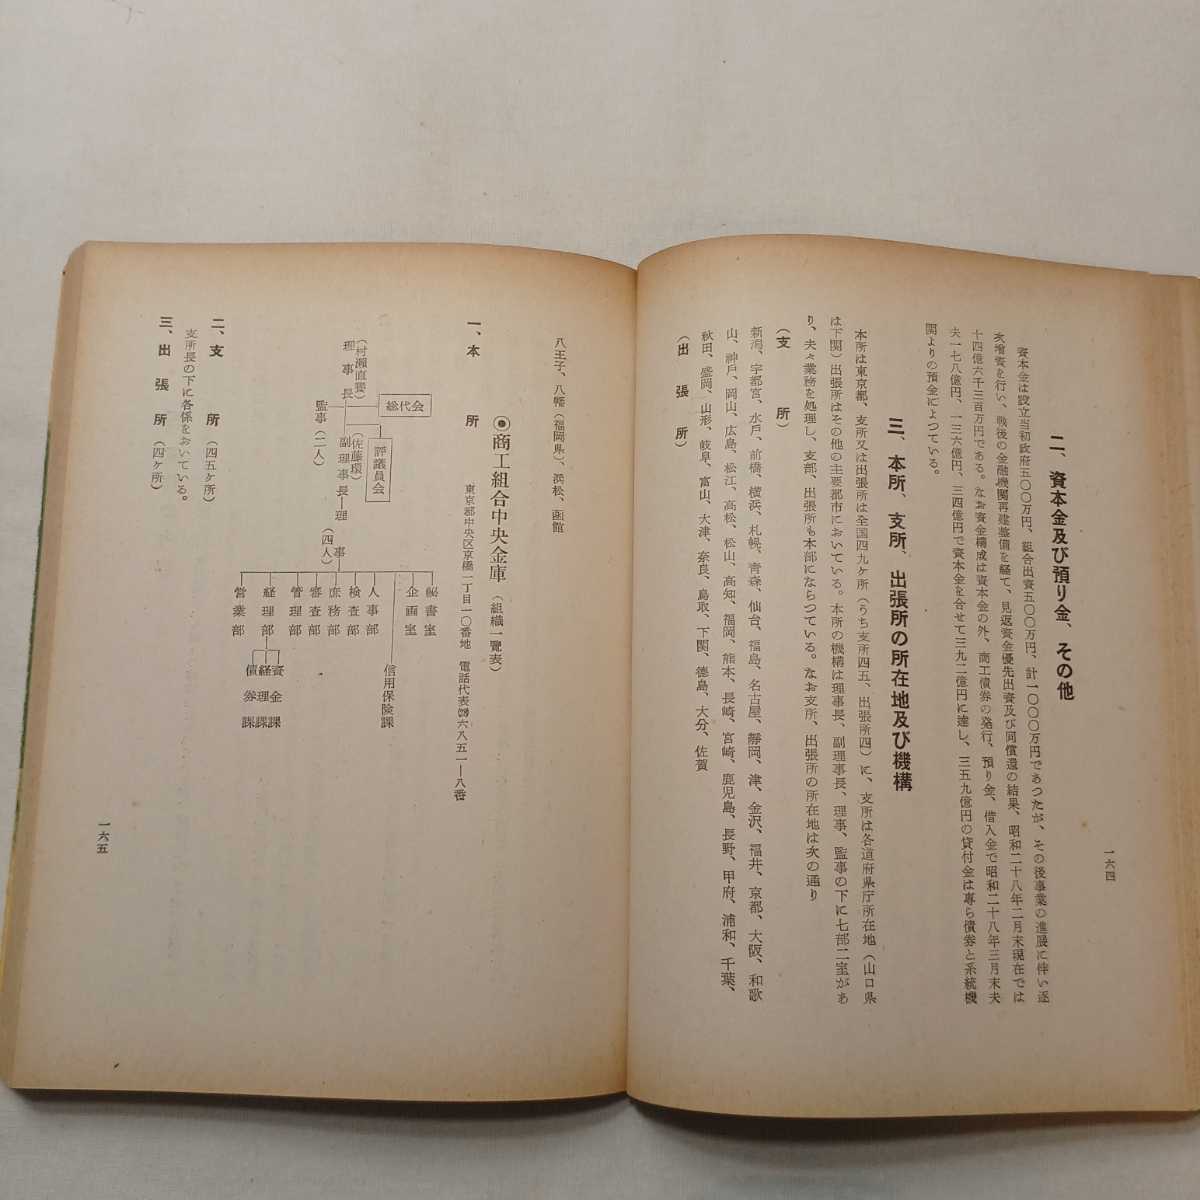 一六四
二、資本金及び預り金、その他
資本金は設立当初政府五〇〇万円、組合出資五〇〇万円、計一〇〇〇万円であつたが、その後事業の進展に伴い逐
次増資を行い、戦後の金融機関再建整備を経て、見返資金優先出資及び同償還の結果、昭和二十八年二月末現在では
十四億六千三百万円である。なお資金構成は資本金の外、商工債券の発行、預り金、借入金で昭和二十八年三月末夫
夫一七八億円、一三六億円、三四億円で資本金を合せて三九二億円に達し、三五九億円の貸付金は専ら債券と系統機
関よりの預金によつている。
三、本所、支所、出張所の所在地及び機構
本所は東京都、支所又は出張所は全国四九ヶ所（うち支所四五、出張所四）に、支所は各道府県庁所在地（山口県
は下関）出張所はその他の主要都市においている。本所の機構は理事長、副理事長、理事、監事の下に七部二室があ
り、夫々業務を処理し、支部、出張所も本部にならつている。なお支所、出張所の所在地は次の通り
（支　所）
新潟、宇都宮、水戸、前橋、横浜、札幌、青森、仙台、福島、名古屋、静岡、津、金沢、福井、京都、大阪、和歌
山、神戸、岡山、広島、松江、高松、松山、高知、福岡、熊本、長崎、宮崎、鹿児島、長野、甲府、浦和、千葉、
秋田、盛岡、山形、岐阜、富山、大津、奈良、鳥取、下関、徳島、大分、佐賀
（出　張　所）
八王子、八幡（福岡県）、浜松、函館
◉商工組合中央金庫（組織一覧表）
一、本　所
東京都中央区京橋二丁目一〇番地　電話代表㊄六八五一―八番
総代会
評議員会
理事長
（村瀬直養）
副理事長―理事
（佐藤環）
（四人）
監事（二人）
秘書室
企画室
信用保険課
人事部
検査部
庶務部
審査部
管理部
経理部
資金課
経理課
債券課
営業部
二、支　所（四五ヶ所）
支所長の下に各係をおいている。
三、出張所（四ヶ所）
一六五